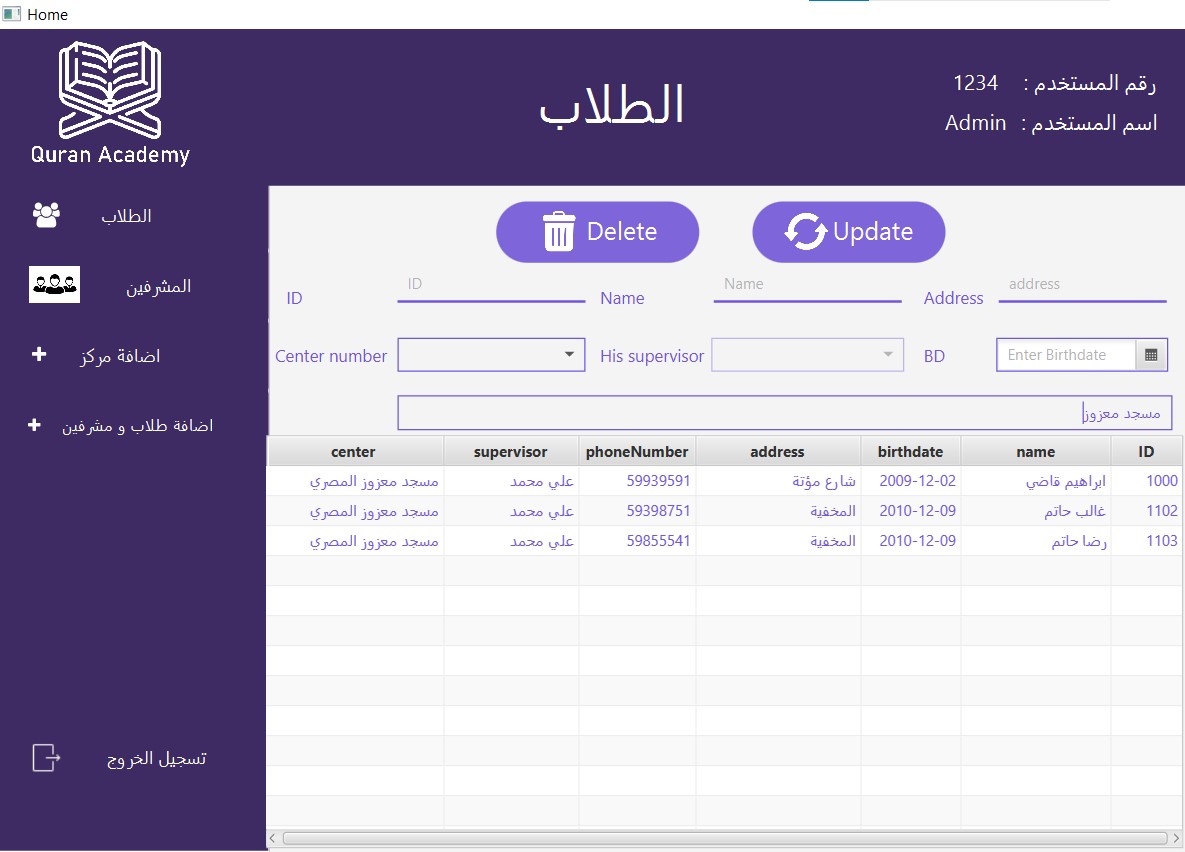 Home
Quran Academy
الطلاب
رقم المستخدم : 1234
اسم المستخدم : Admin
الطلاب
المشرفين
اضافة مركز
اضافة طلاب و مشرفين
تسجيل الخروج
Delete
Update
ID ID Name Name Address address
Center number His supervisor BD Enter Birthdate
مسجد معزوز
center supervisor phoneNumber address birthdate name ID
مسجد معزوز المصري علي محمد 59939591 شارع مؤتة 2009-12-02 ابراهيم قاضي 1000
مسجد معزوز المصري علي محمد 59398751 المخفية 2010-12-09 غالب حاتم 1102
مسجد معزوز المصري علي محمد 59855541 المخفية 2010-12-09 رضا حاتم 1103